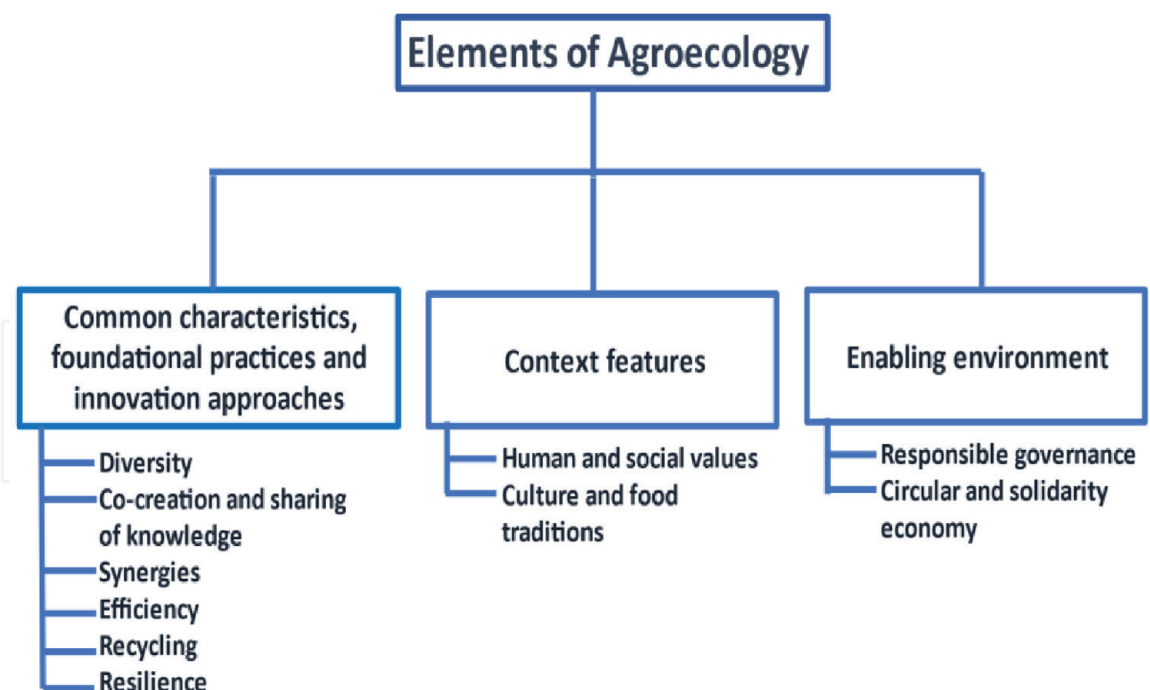 Elements of Agroecology
Common characteristics,
foundational practices and
innovation approaches
Diversity
Co-creation and sharing
of knowledge
Synergies
Efficiency
Recycling
Resilience
Context features
Human and social values
Culture and food
traditions
Enabling environment
Responsible governance
Circular and solidarity
economy